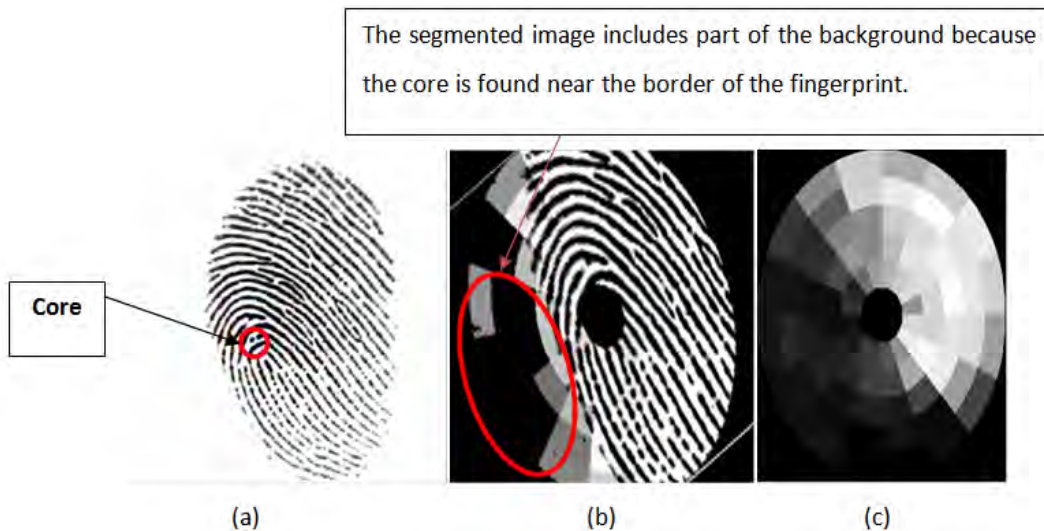 The segmented image includes part of the background because
the core is found near the border of the fingerprint.
Core
(a)
(b)
(c)